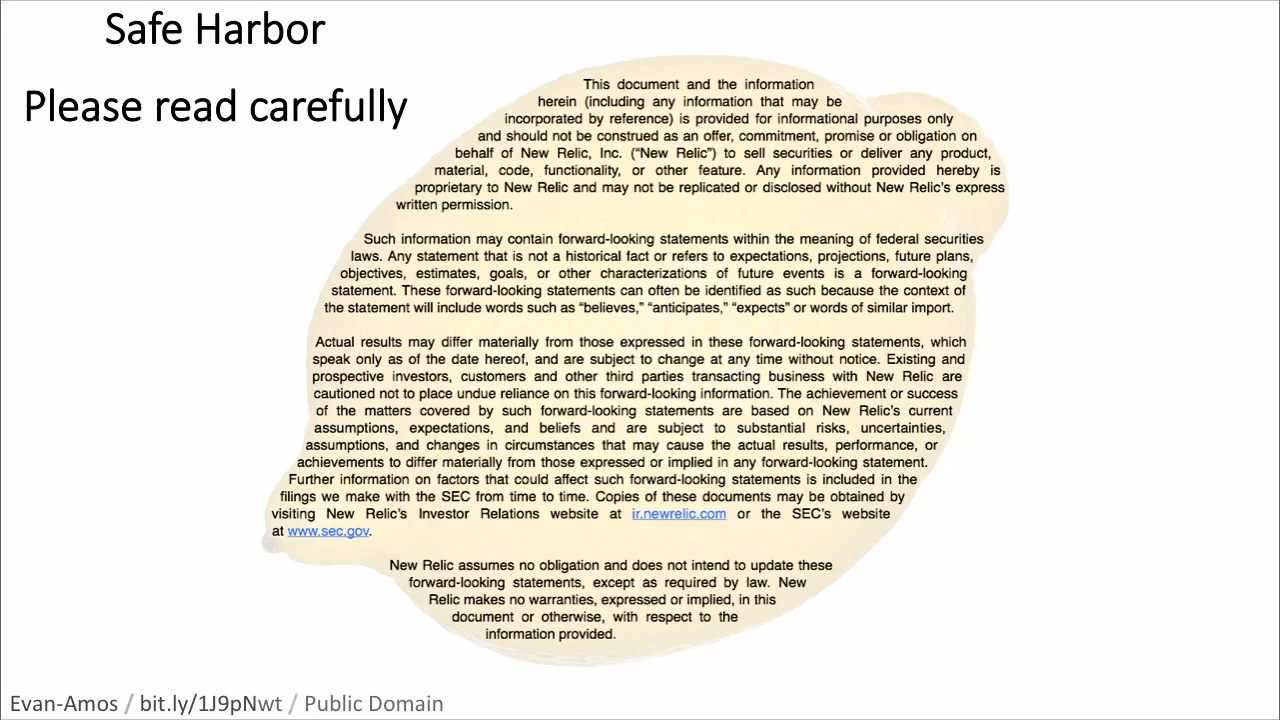 Safe Harbor
Please read carefully
This document and the information
herein (including any information that may be
incorporated by reference) is provided for informational purposes only
and should not be construed as an offer, commitment, promise or obligation on
behalf of New Relic, Inc. (“New Relic”) to sell securities or deliver any product,
material, code, functionality, or other feature. Any information provided hereby is
proprietary to New Relic and may not be replicated or disclosed without New Relic's express
written permission.
Such information may contain forward-looking statements within the meaning of federal securities
laws. Any statement that is not a historical fact or refers to expectations, projections, future plans,
objectives, estimates, goals, or other characterizations of future events is a forward-looking
statement. These forward-looking statements can often be identified as such because the context of
the statement will include words such as “believes,” “anticipates,” “expects” or words of similar import.
Actual results may differ materially from those expressed in these forward-looking statements, which
speak only as of the date hereof, and are subject to change at any time without notice. Existing and
prospective investors, customers and other third parties transacting business with New Relic are
cautioned not to place undue reliance on this forward-looking information. The achievement or success
of the matters covered by such forward-looking statements are based on New Relic's current
assumptions, expectations, and beliefs and are subject to substantial risks, uncertainties,
assumptions, and changes in circumstances that may cause the actual results, performance, or
achievements to differ materially from those expressed or implied in any forward-looking statement.
Further information on factors that could affect such forward-looking statements is included in the
filings we make with the SEC from time to time. Copies of these documents may be obtained by
visiting New Relic's Investor Relations website at ir.newrelic.com or the SEC's website
at www.sec.gov.
New Relic assumes no obligation and does not intend to update these
forward-looking statements, except as required by law. New
Relic makes no warranties, expressed or implied, in this
document or otherwise, with respect to the
information provided.
Evan-Amos / bit.ly/1J9pNwt / Public Domain